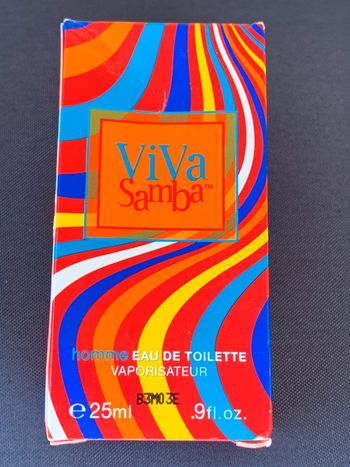 ViVa
Samba™
homme EAU DE TOILETTE
VAPORISATEUR
B3M03E
℮25ml .9fl.oz.